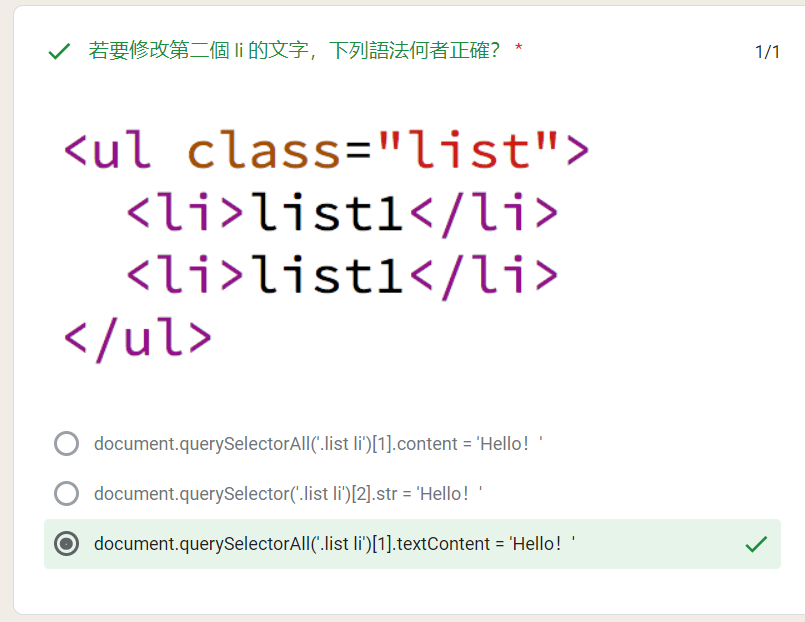 若要修改第二個 li 的文字，下列語法何者正確？ *
1/1
<ul class="list">
  <li>list1</li>
  <li>list1</li>
</ul>
document.querySelectorAll('.list li')[1].content = 'Hello！'
document.querySelector('.list li')[2].str = 'Hello！'
document.querySelectorAll('.list li')[1].textContent = 'Hello！'